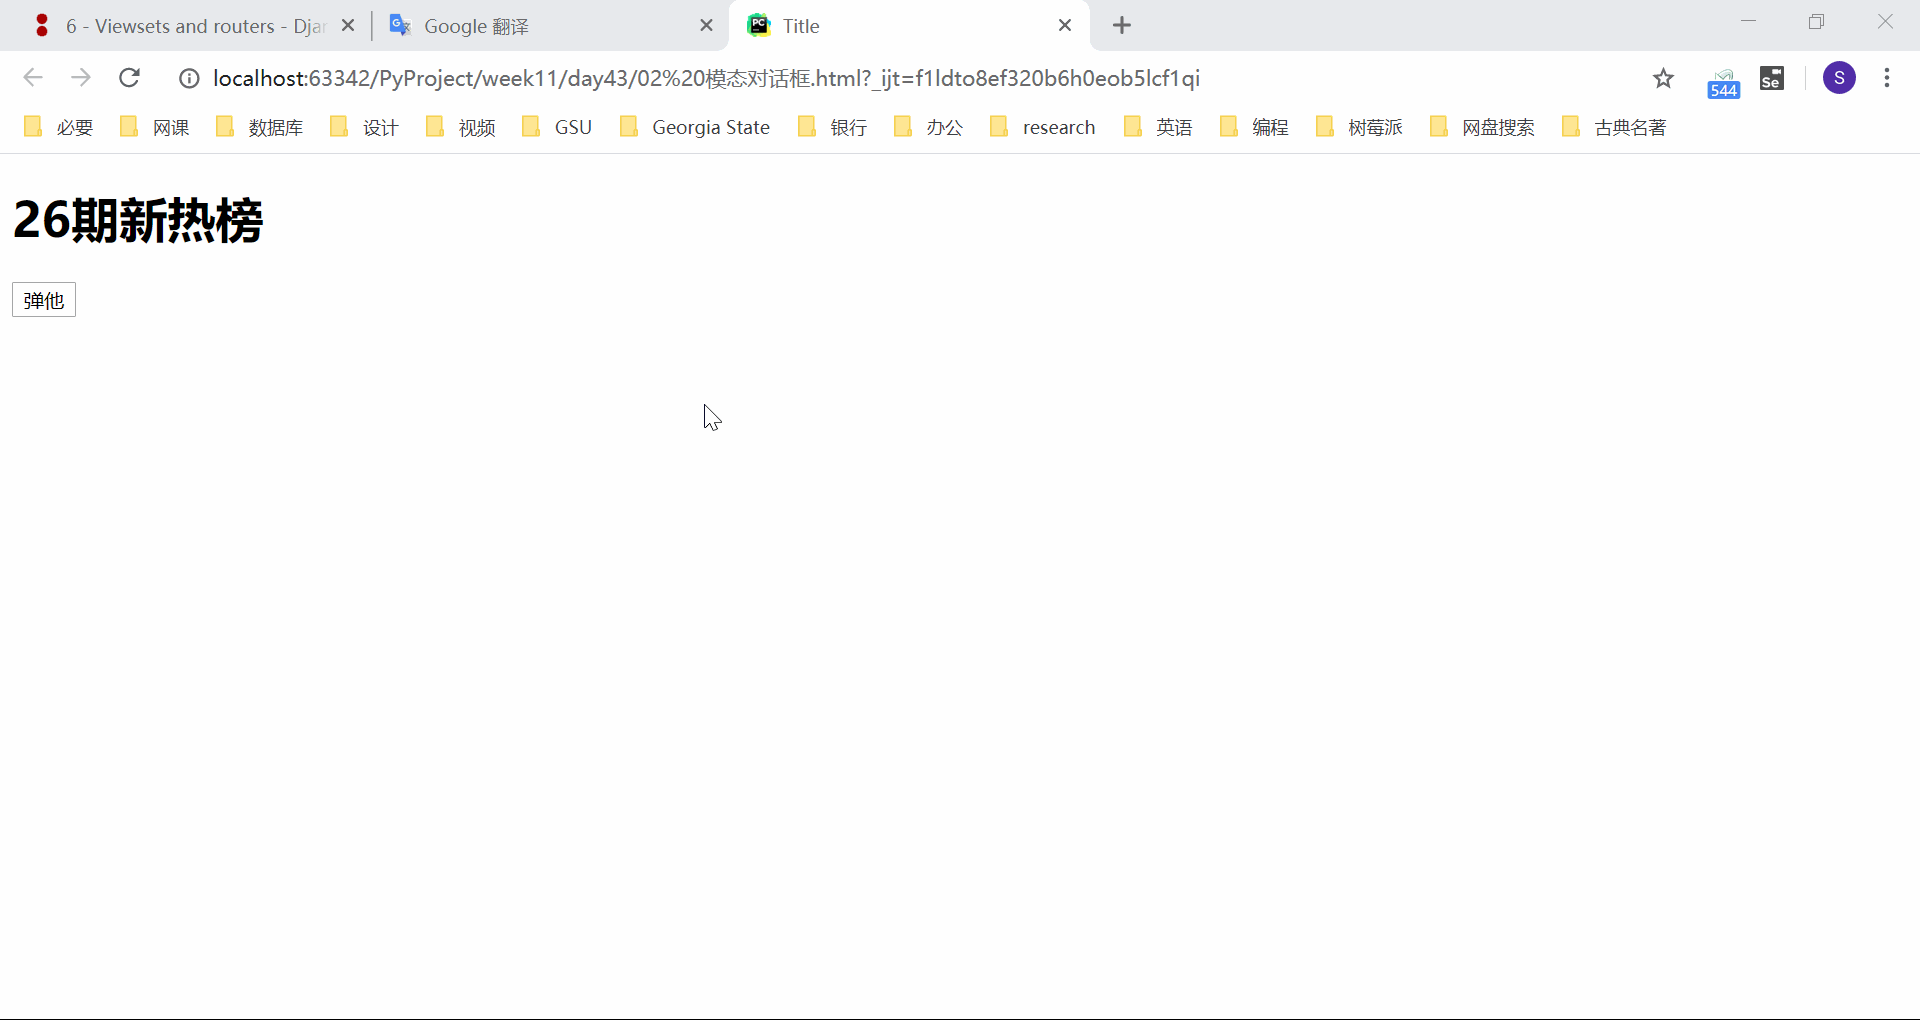 6 - Viewsets and routers - Djan
Google 翻译
Title
localhost:63342/PyProject/week11/day43/02%20模态对话框.html?_ijt=f1ldto8ef320b6h0eob5lcf1qi
544
Se
S
必要 网课 数据库 设计 视频 GSU Georgia State 银行 办公 research 英语 编程 树莓派 网盘搜索 古典名著
26期新热榜
弹他